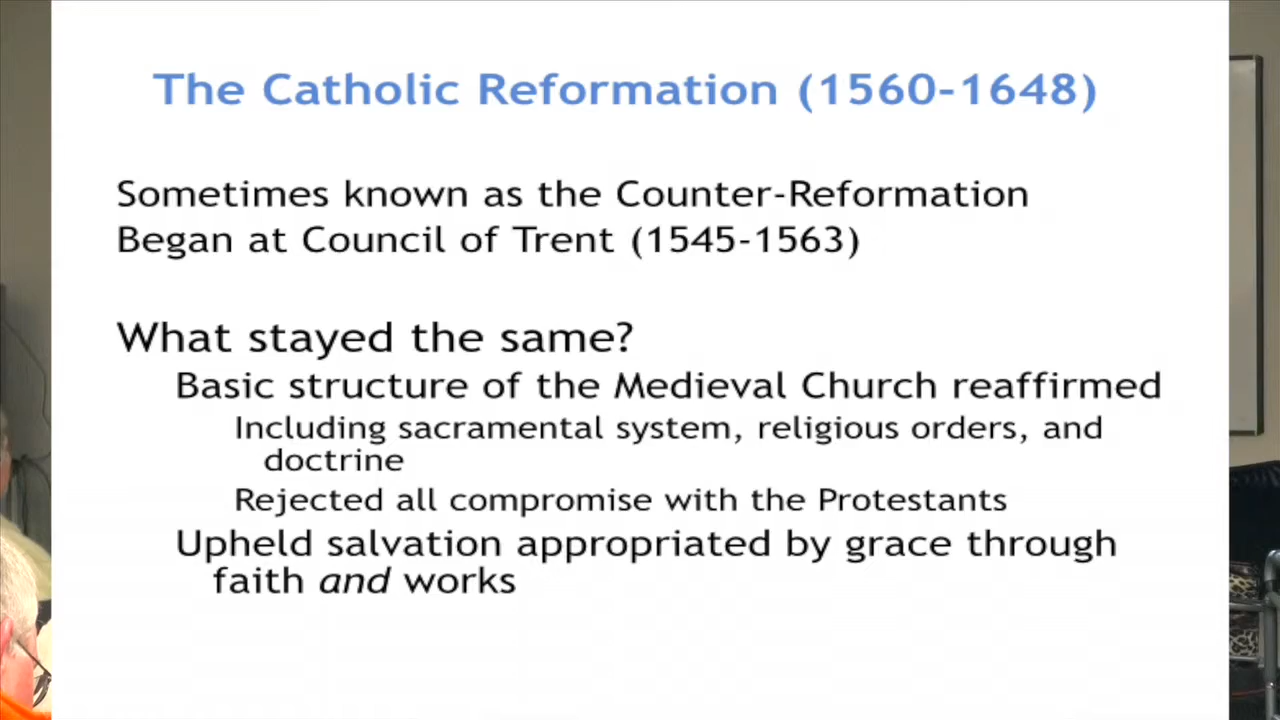 The Catholic Reformation (1560-1648)
Sometimes known as the Counter-Reformation
Began at Council of Trent (1545-1563)
What stayed the same?
Basic structure of the Medieval Church reaffirmed
Including sacramental system, religious orders, and
doctrine
Rejected all compromise with the Protestants
Upheld salvation appropriated by grace through
faith and works